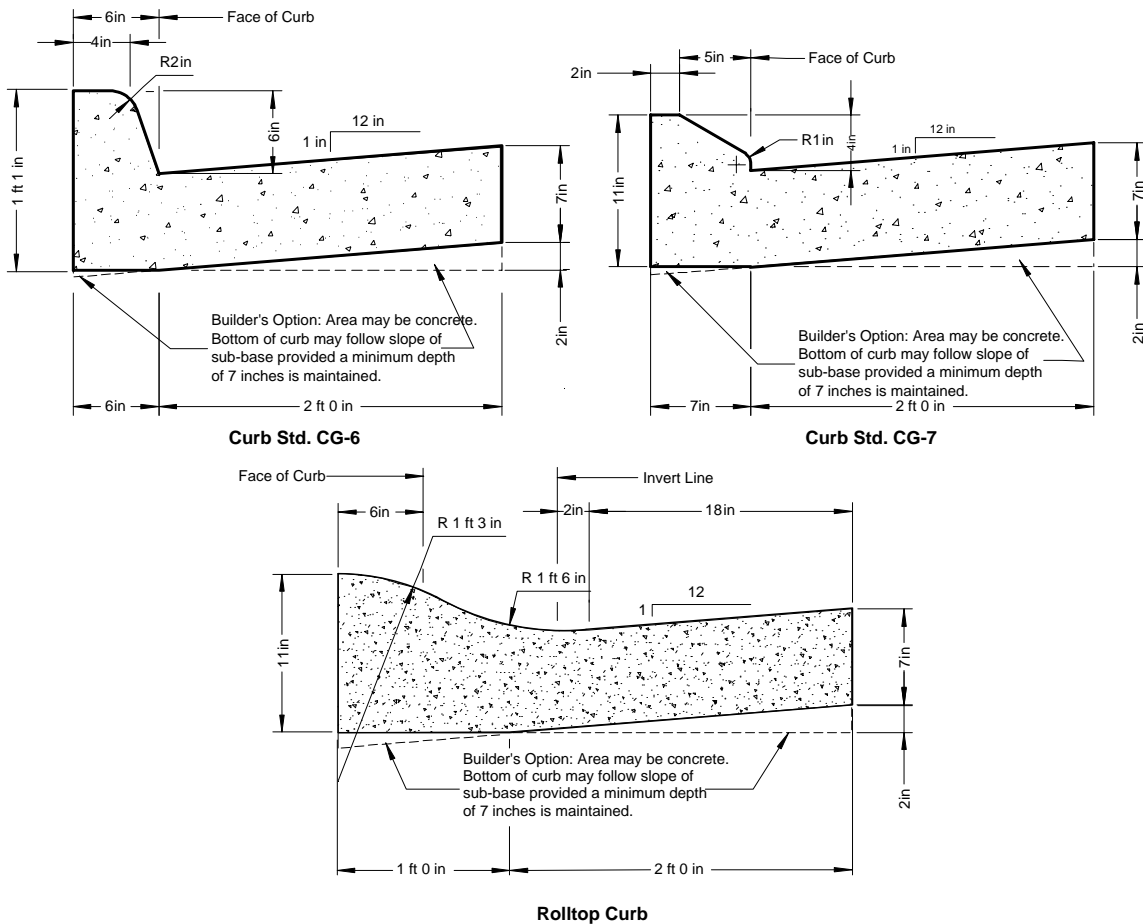 6in
Face of Curb
4in
R2in
6in
12 in
1 in
1 ft 1 in
7in
2in
Builder's Option: Area may be concrete.
Bottom of curb may follow slope of
sub-base provided a minimum depth
of 7 inches is maintained.
6in
2 ft 0 in
Curb Std. CG-6
5in
Face of Curb
2in
R1in
4in
12 in
1 in
11in
7in
2in
Builder's Option: Area may be concrete.
Bottom of curb may follow slope of
sub-base provided a minimum depth
of 7 inches is maintained.
7in
2 ft 0 in
Curb Std. CG-7
Face of Curb
Invert Line
6in
2in
18in
R 1 ft 3 in
R 1 ft 6 in
12
1
11in
7in
2in
Builder's Option: Area may be concrete.
Bottom of curb may follow slope of
sub-base provided a minimum depth
of 7 inches is maintained.
1 ft 0 in
2 ft 0 in
Rolltop Curb